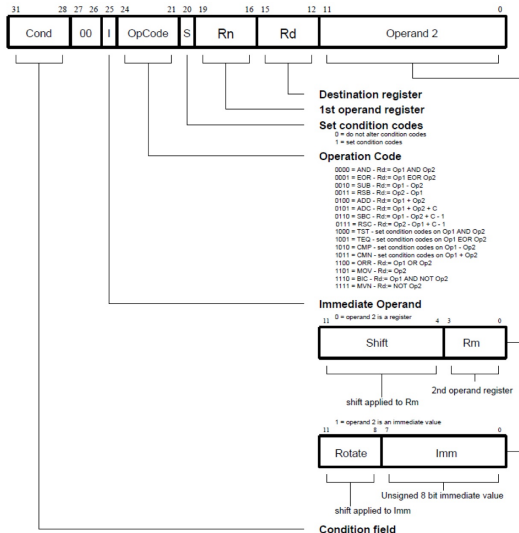 31 28 27 26 25 24 21 20 19 16 15 12 11 0
Cond 00 I OpCode S Rn Rd Operand 2
Destination register
1st operand register
Set condition codes
0 = do not alter condition codes
1 = set condition codes
Operation Code
0000 = AND - Rd:= Op1 AND Op2
0001 = EOR - Rd:= Op1 EOR Op2
0010 = SUB - Rd:= Op1 - Op2
0011 = RSB - Rd:= Op2 - Op1
0100 = ADD - Rd:= Op1 + Op2
0101 = ADC - Rd:= Op1 + Op2 + C
0110 = SBC - Rd:= Op1 - Op2 + C - 1
0111 = RSC - Rd:= Op2 - Op1 + C - 1
1000 = TST - set condition codes on Op1 AND Op2
1001 = TEQ - set condition codes on Op1 EOR Op2
1010 = CMP - set condition codes on Op1 - Op2
1011 = CMN - set condition codes on Op1 + Op2
1100 = ORR - Rd:= Op1 OR Op2
1101 = MOV - Rd:= Op2
1110 = BIC - Rd:= Op1 AND NOT Op2
1111 = MVN - Rd:= NOT Op2
Immediate Operand
0 = operand 2 is a register
11 4 3 0
Shift Rm
2nd operand register
shift applied to Rm
1 = operand 2 is an immediate value
11 8 7 0
Rotate Imm
Unsigned 8 bit immediate value
shift applied to Imm
Condition field